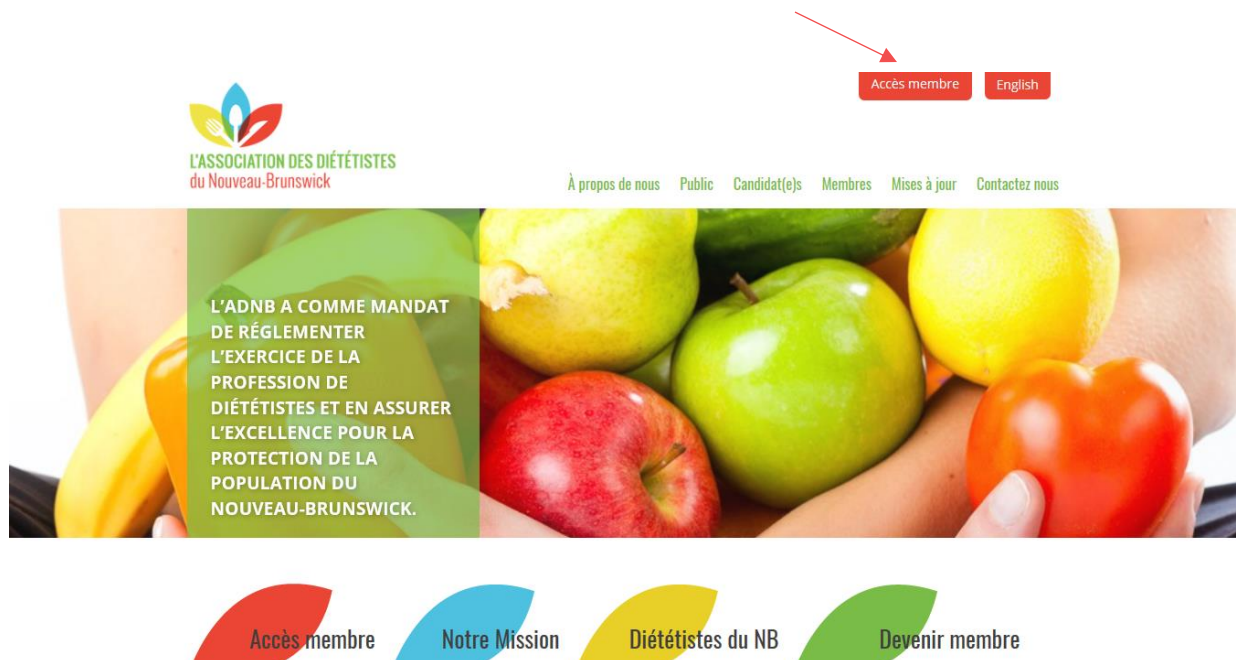 Accès membre English
L'ASSOCIATION DES DIÉTÉTISTES
du Nouveau-Brunswick
À propos de nous Public Candidat(e)s Membres Mises à jour Contactez nous
L'ADNB A COMME MANDAT
DE RÉGLEMENTER
L'EXERCICE DE LA
PROFESSION DE
DIÉTÉTISTES ET EN ASSURER
L'EXCELLENCE POUR LA
PROTECTION DE LA
POPULATION DU
NOUVEAU-BRUNSWICK.
Accès membre Notre Mission Diététistes du NB Devenir membre